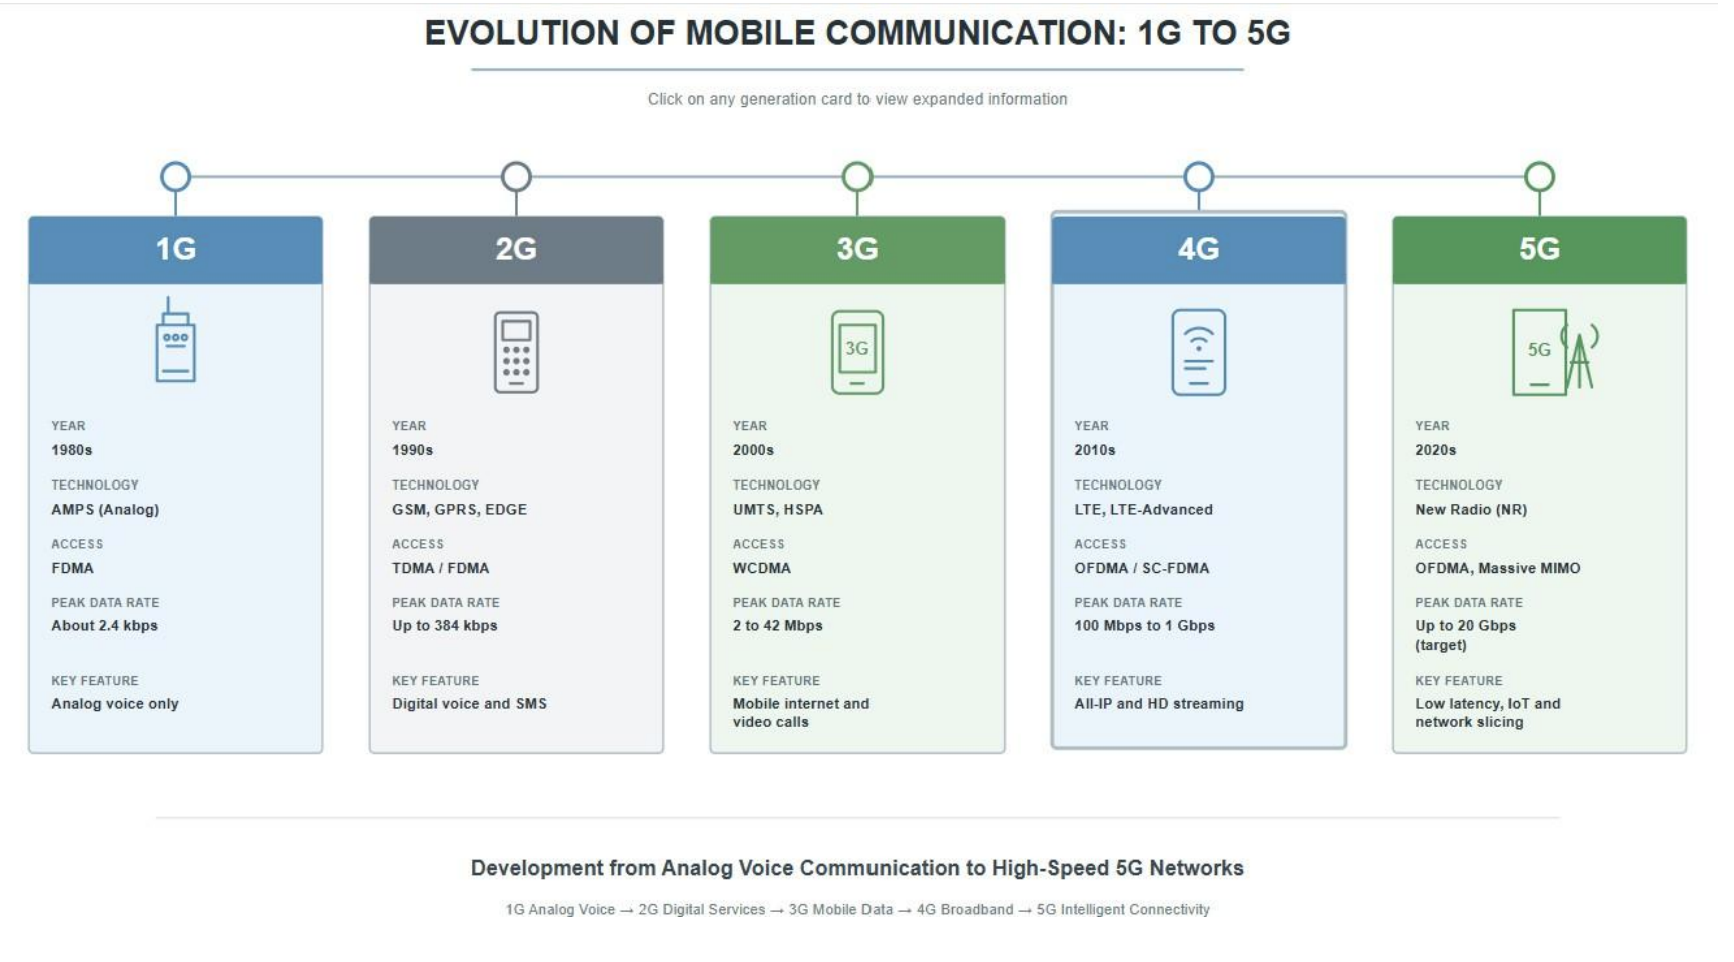 EVOLUTION OF MOBILE COMMUNICATION: 1G TO 5G
Click on any generation card to view expanded information
1G
YEAR
1980s
TECHNOLOGY
AMPS (Analog)
ACCESS
FDMA
PEAK DATA RATE
About 2.4 kbps
KEY FEATURE
Analog voice only
2G
YEAR
1990s
TECHNOLOGY
GSM, GPRS, EDGE
ACCESS
TDMA / FDMA
PEAK DATA RATE
Up to 384 kbps
KEY FEATURE
Digital voice and SMS
3G
3G
YEAR
2000s
TECHNOLOGY
UMTS, HSPA
ACCESS
WCDMA
PEAK DATA RATE
2 to 42 Mbps
KEY FEATURE
Mobile internet and
video calls
4G
YEAR
2010s
TECHNOLOGY
LTE, LTE-Advanced
ACCESS
OFDMA / SC-FDMA
PEAK DATA RATE
100 Mbps to 1 Gbps
KEY FEATURE
All-IP and HD streaming
5G
5G
YEAR
2020s
TECHNOLOGY
New Radio (NR)
ACCESS
OFDMA, Massive MIMO
PEAK DATA RATE
Up to 20 Gbps
(target)
KEY FEATURE
Low latency, IoT and
network slicing
Development from Analog Voice Communication to High-Speed 5G Networks
1G Analog Voice → 2G Digital Services → 3G Mobile Data → 4G Broadband → 5G Intelligent Connectivity